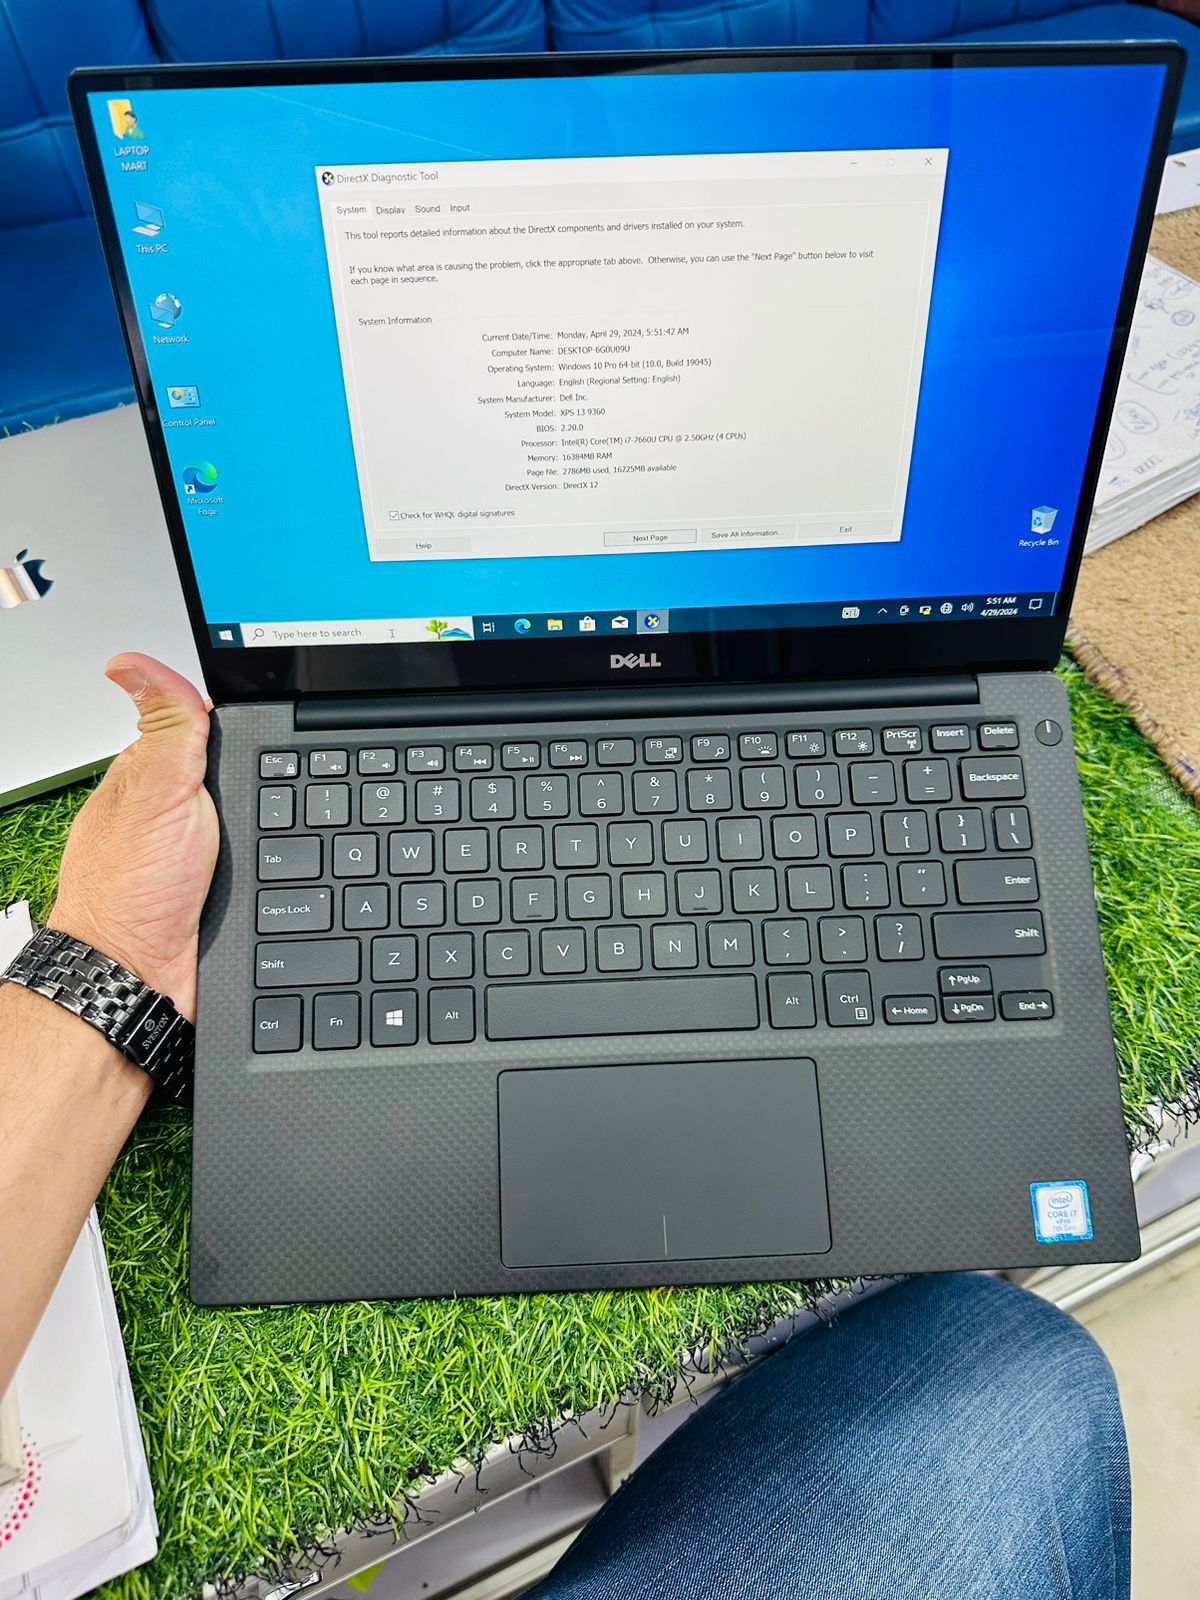 LAPTOP
MART
This PC
Network
Control Panel
Microsoft
Edge
Recycle Bin
DirectX Diagnostic Tool
System Display Sound Input
This tool reports detailed information about the DirectX components and drivers installed on your system.
If you know what area is causing the problem, click the appropriate tab above. Otherwise, you can use the "Next Page" button below to visit
each page in sequence.
System Information
Current Date/Time: Monday, April 29, 2024, 5:51:42 AM
Computer Name: DESKTOP-6G0U09U
Operating System: Windows 10 Pro 64-bit (10.0, Build 19045)
Language: English (Regional Setting: English)
System Manufacturer: Dell Inc.
System Model: XPS 13 9360
BIOS: 2.20.0
Processor: Intel(R) Core(TM) i7-7660U CPU @ 2.50GHz (4 CPUs)
Memory: 16384MB RAM
Page file: 2786MB used, 16225MB available
DirectX Version: DirectX 12
Check for WHQL digital signatures
Help Next Page Save All Information... Exit
Type here to search
5:51 AM
4/29/2024
DELL
Esc F1 F2 F3 F4 F5 F6 F7 F8 F9 F10 F11 F12 PrtScr Insert Delete
~ ! @ # $ % ^ & * ( ) _ + Backspace
` 1 2 3 4 5 6 7 8 9 0 - =
Tab Q W E R T Y U I O P { [ } ] | \
Caps Lock A S D F G H J K L : ; " ' Enter
Shift Z X C V B N M < , > . ? / Shift
Ctrl Fn Alt Alt Ctrl Home PgUp PgDn End
SVESTON
intel
CORE i7
vPRO
7th Gen